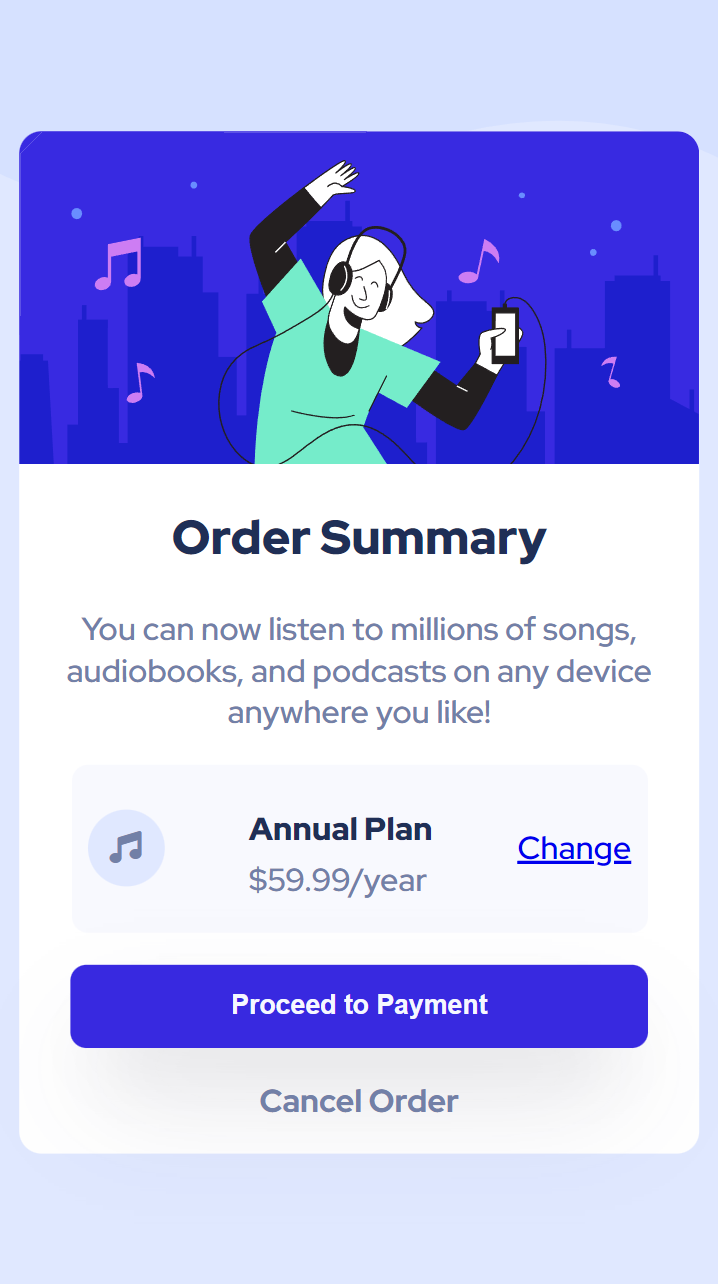 Order Summary
You can now listen to millions of songs,
audiobooks, and podcasts on any device
anywhere you like!
Annual Plan
$59.99/year
Change
Proceed to Payment
Cancel Order